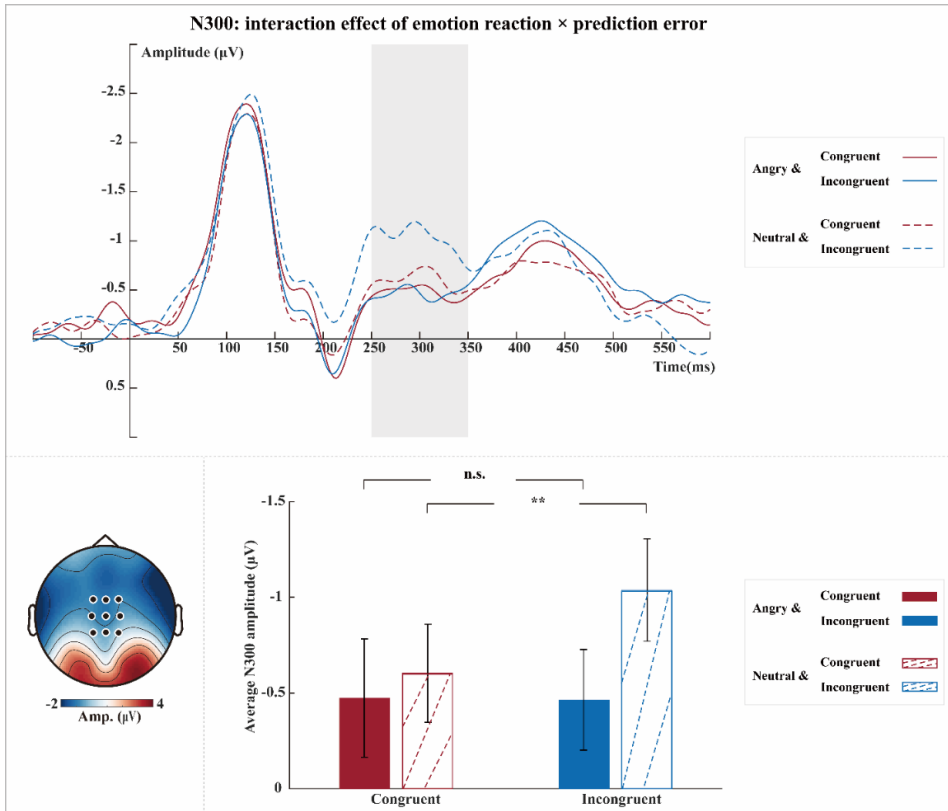 N300: interaction effect of emotion reaction × prediction error
Amplitude (μV)
-2.5
-2
-1.5
-1
-0.5
0.5
-50
50
100
150
200
250
300
350
400
450
500
550
Time(ms)
Angry & Congruent
Incongruent
Neutral & Congruent
Incongruent
-2 4
Amp. (μV)
n.s.
**
-1.5
-1
-0.5
0
Average N300 amplitude (μV)
Congruent Incongruent
Angry & Congruent
Incongruent
Neutral & Congruent
Incongruent